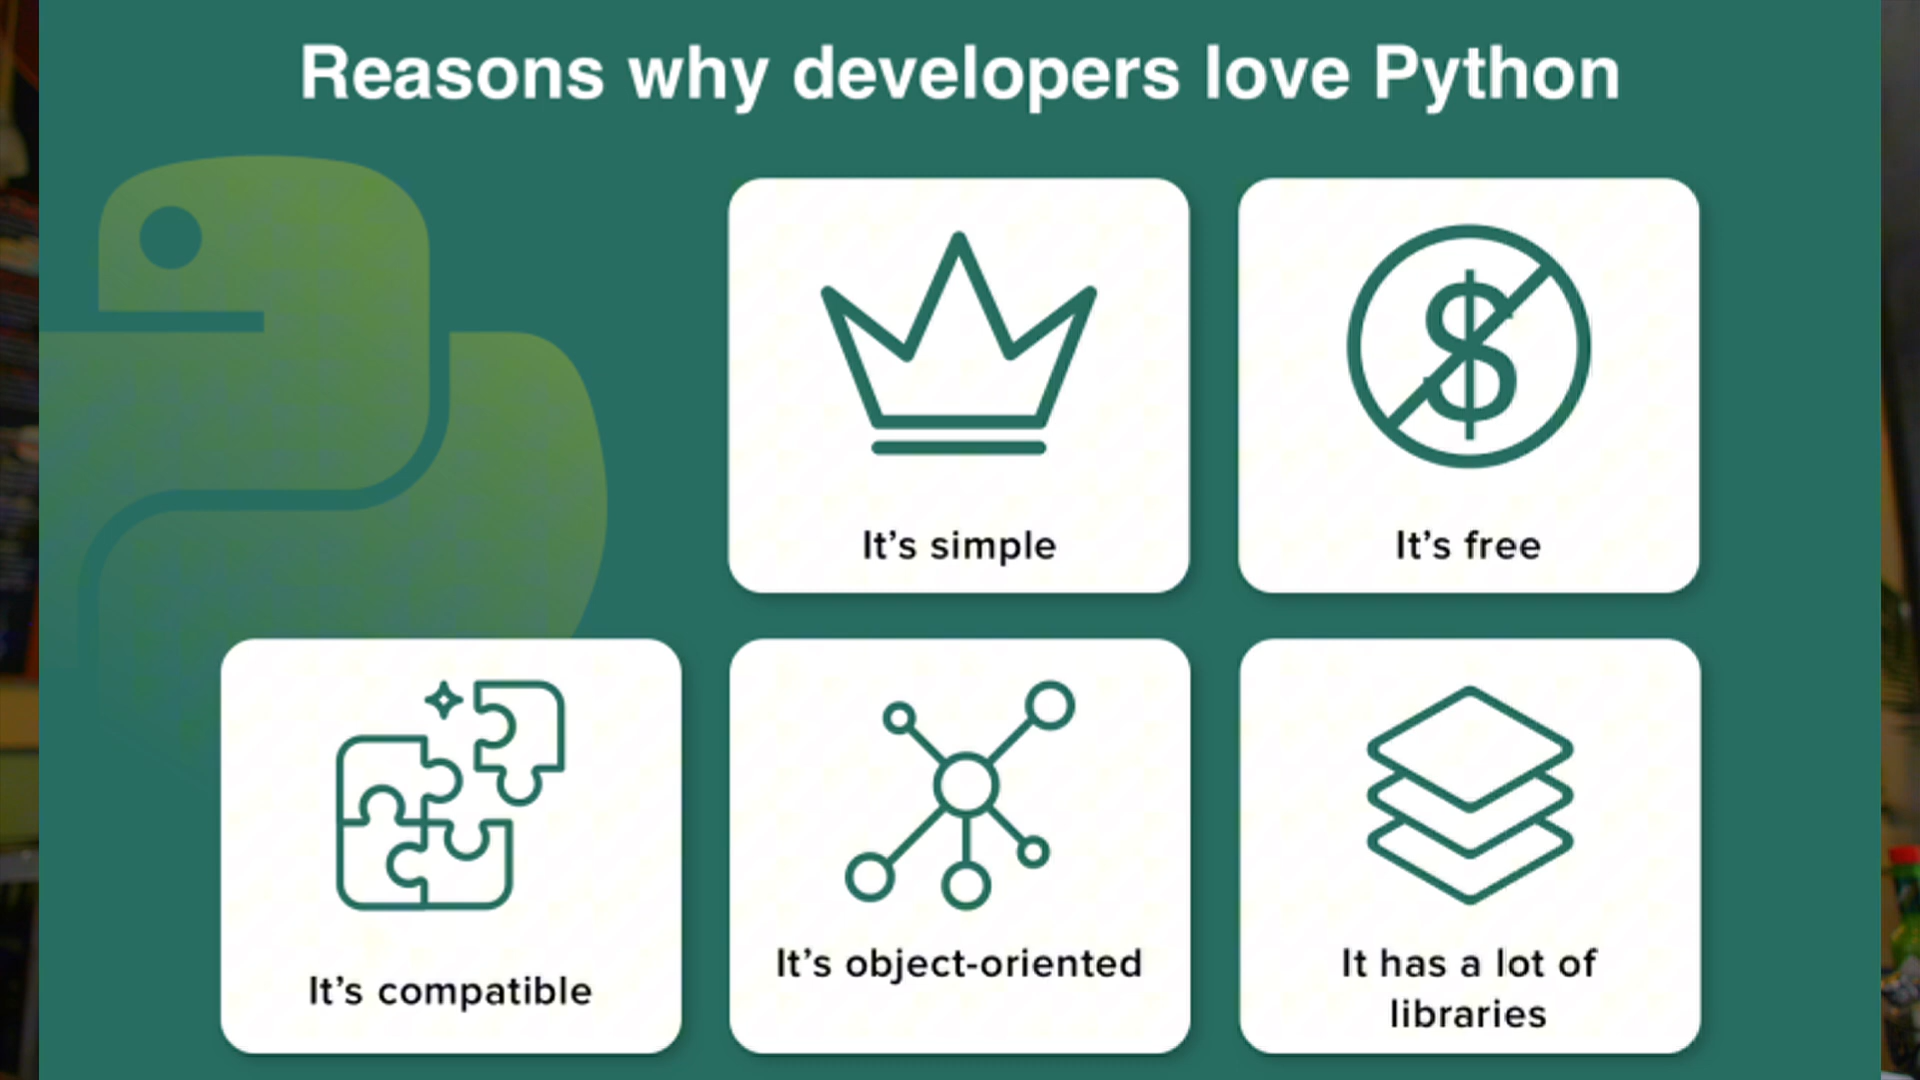 Reasons why developers love Python
It’s simple
It’s free
It’s compatible
It’s object-oriented
It has a lot of
libraries